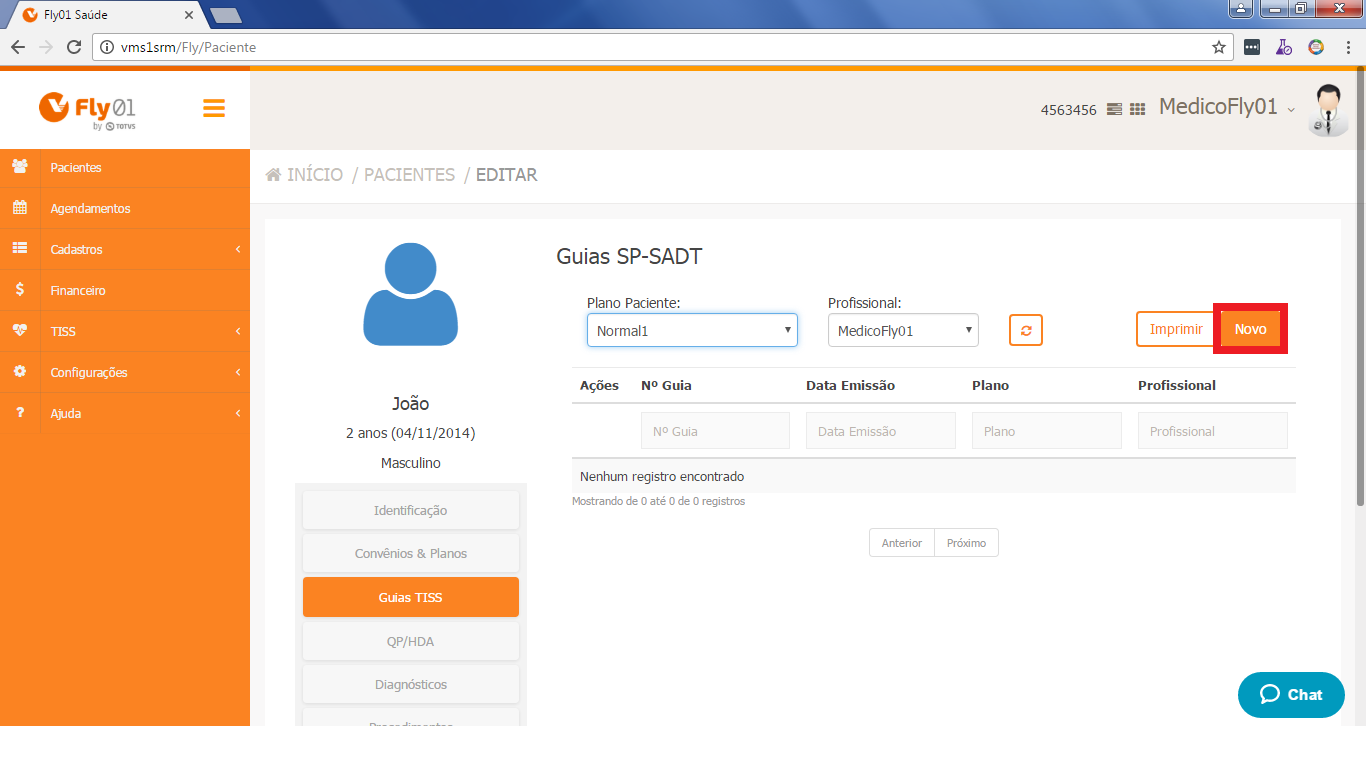 Fly01 Saúde
vms1srm/Fly/Paciente
Fly01
by TOTVS
4563456
MedicoFly01
Pacientes
Agendamentos
Cadastros
Financeiro
TISS
Configurações
Ajuda
INÍCIO / PACIENTES / EDITAR
João
2 anos (04/11/2014)
Masculino
Identificação
Convênios & Planos
Guias TISS
QP/HDA
Diagnósticos
Procedimentos
Guias SP-SADT
Plano Paciente: Profissional:
Normal1 MedicoFly01 Imprimir Novo
Ações Nº Guia Data Emissão Plano Profissional
Nº Guia Data Emissão Plano Profissional
Nenhum registro encontrado
Mostrando de 0 até 0 de 0 registros
Anterior Próximo
Chat